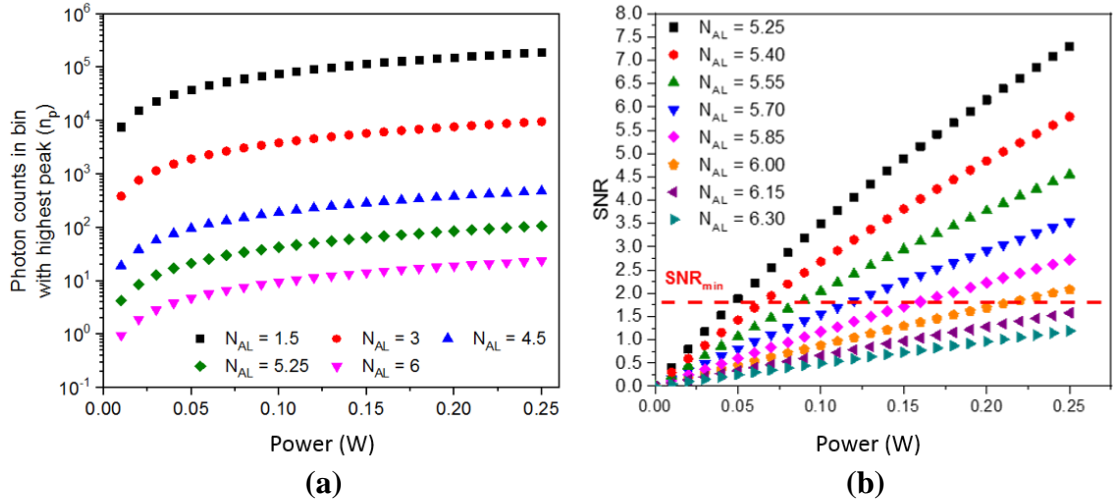 10^6
10^5
10^4
10^3
10^2
10^1
10^0
10^-1
Photon counts in bin
with highest peak (n_p)
N_AL = 1.5 N_AL = 3 N_AL = 4.5
N_AL = 5.25 N_AL = 6
0.00 0.05 0.10 0.15 0.20 0.25
Power (W)
(a)
8.0
7.5
7.0
6.5
6.0
5.5
5.0
4.5
4.0
3.5
3.0
2.5
2.0
1.5
1.0
0.5
0.0
SNR
N_AL = 5.25
N_AL = 5.40
N_AL = 5.55
N_AL = 5.70
N_AL = 5.85
N_AL = 6.00
N_AL = 6.15
N_AL = 6.30
SNR_min
0.00 0.05 0.10 0.15 0.20 0.25
Power (W)
(b)